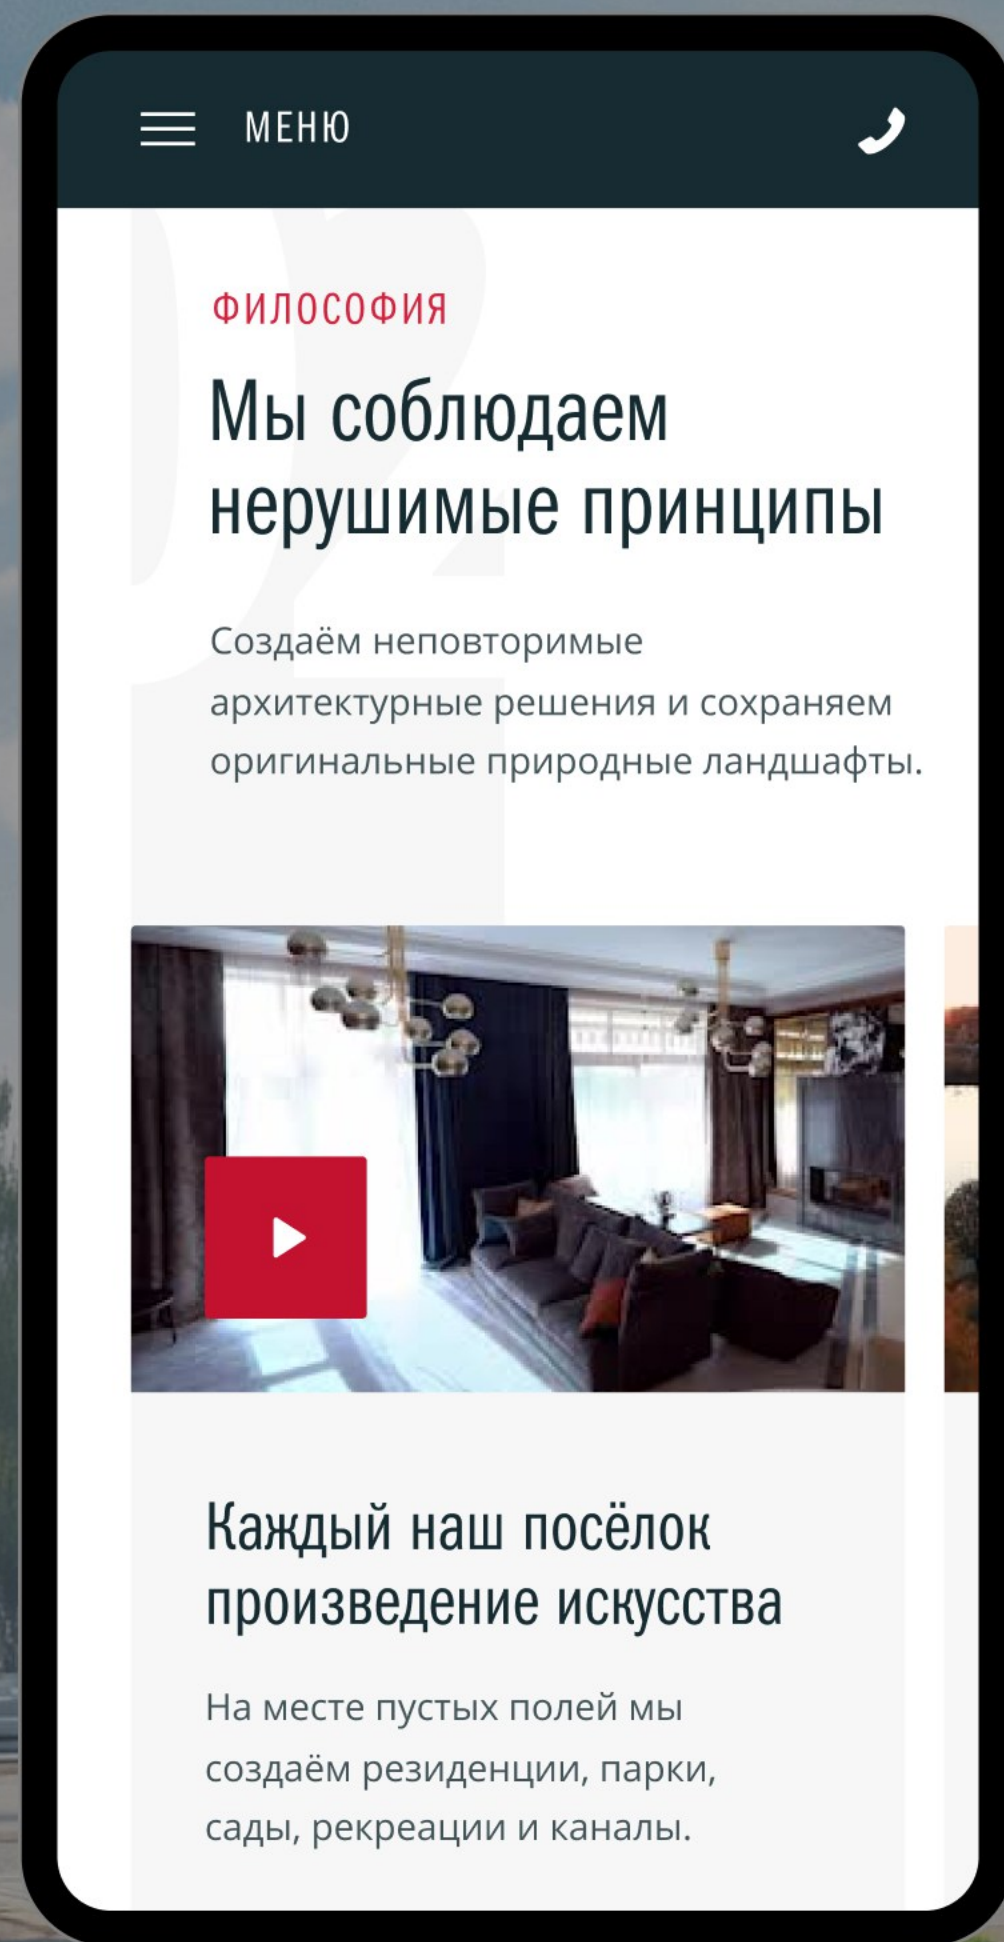 МЕНЮ
02
ФИЛОСОФИЯ
Мы соблюдаем
нерушимые принципы
Создаём неповторимые
архитектурные решения и сохраняем
оригинальные природные ландшафты.
Каждый наш посёлок
произведение искусства
На месте пустых полей мы
создаём резиденции, парки,
сады, рекреации и каналы.